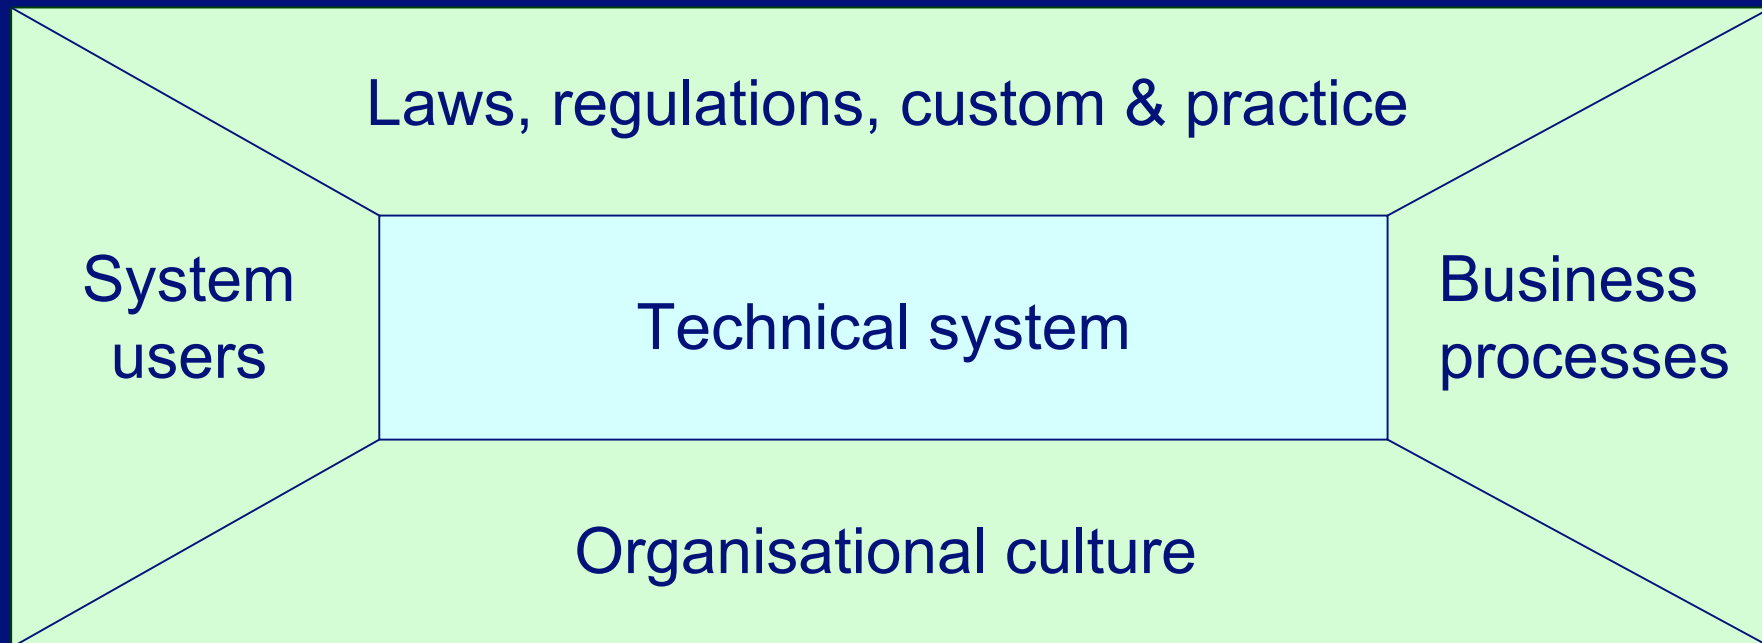 Laws, regulations, custom & practice
System
users
Technical system
Business
processes
Organisational culture